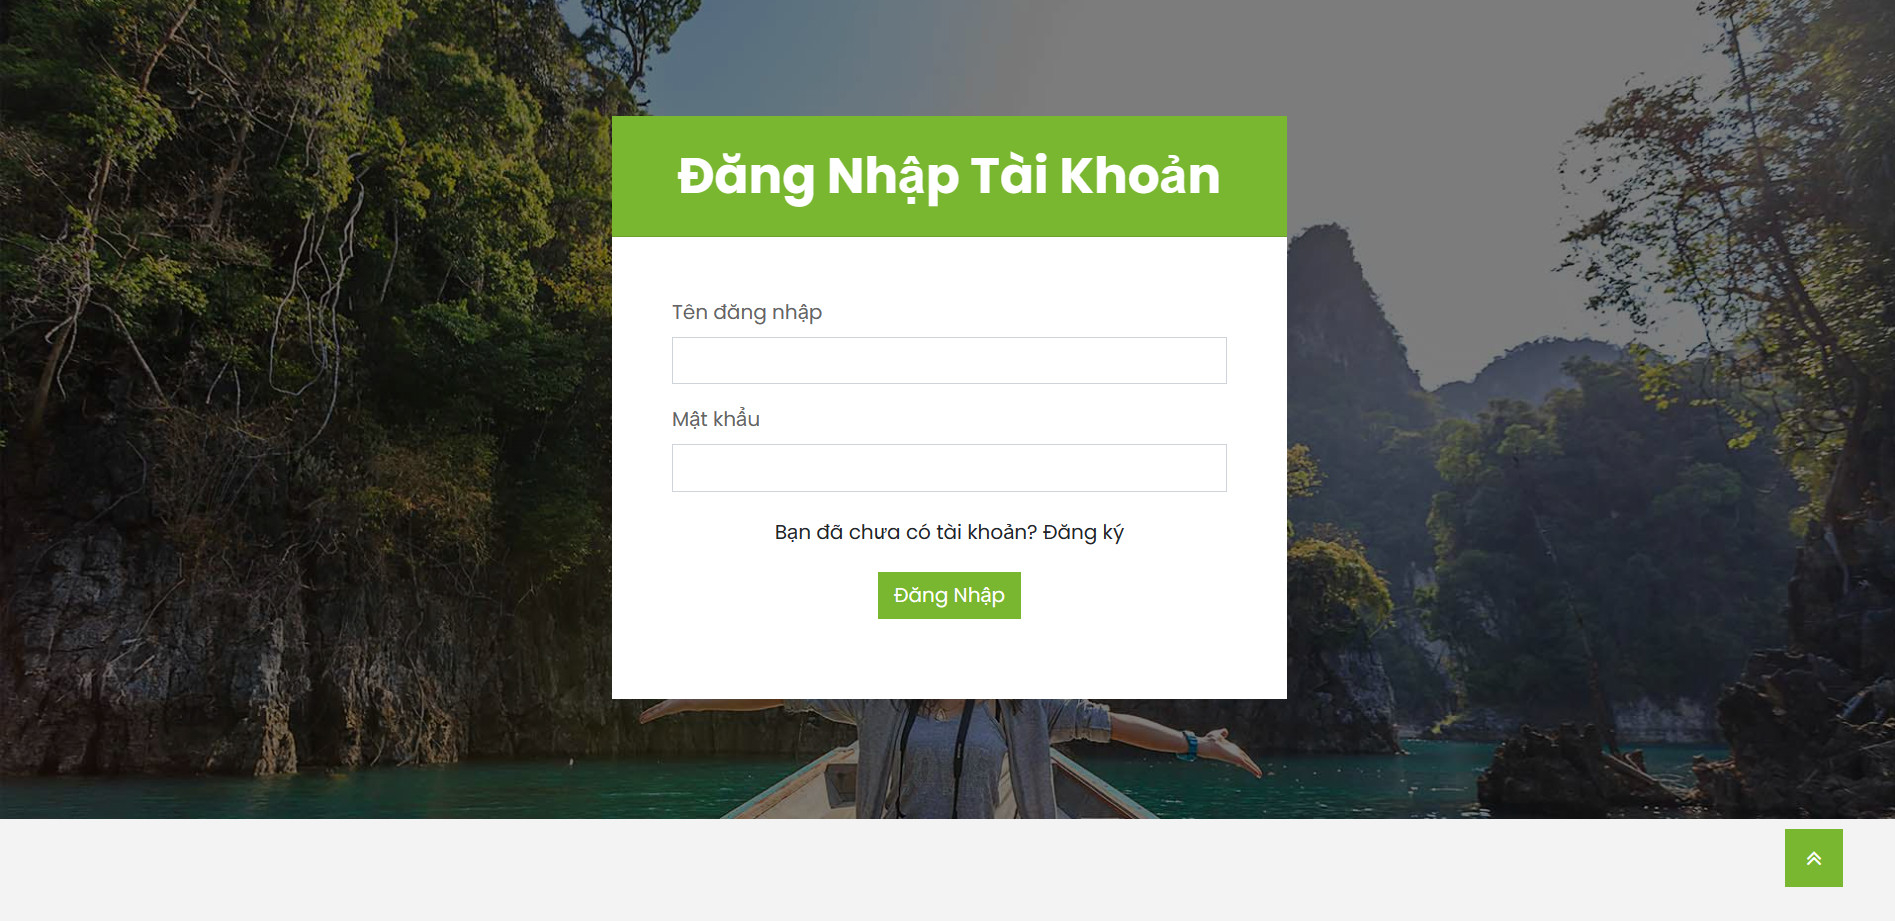 Đăng Nhập Tài Khoản
Tên đăng nhập
Mật khẩu
Bạn đã chưa có tài khoản? Đăng ký
Đăng Nhập